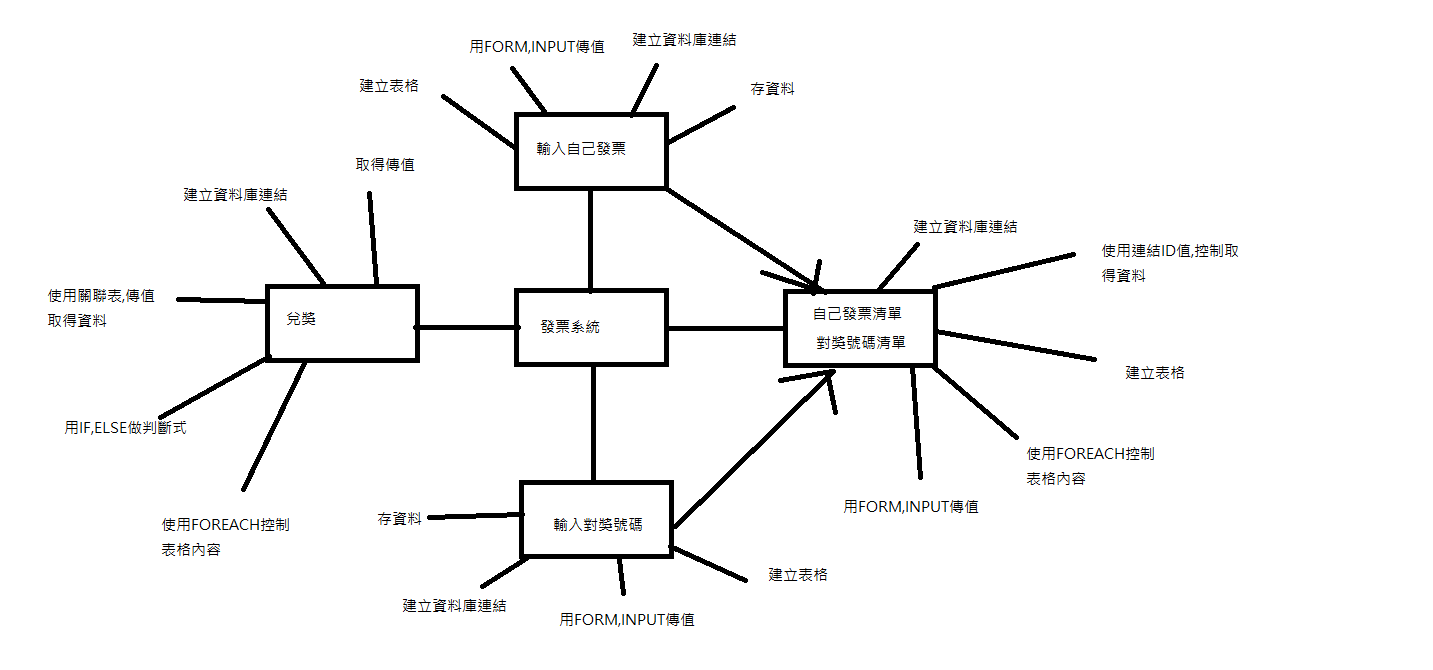 用FORM,INPUT傳值
建立資料庫連結
建立表格
存資料
輸入自己發票
取得傳值
建立資料庫連結
使用關聯表,傳值
取得資料
兌獎
用IF,ELSE做判斷式
使用FOREACH控制
表格內容
發票系統
建立資料庫連結
使用連結ID值,控制取
得資料
自己發票清單
對獎號碼清單
建立表格
使用FOREACH控制
表格內容
用FORM,INPUT傳值
存資料
輸入對獎號碼
建立資料庫連結
用FORM,INPUT傳值
建立表格